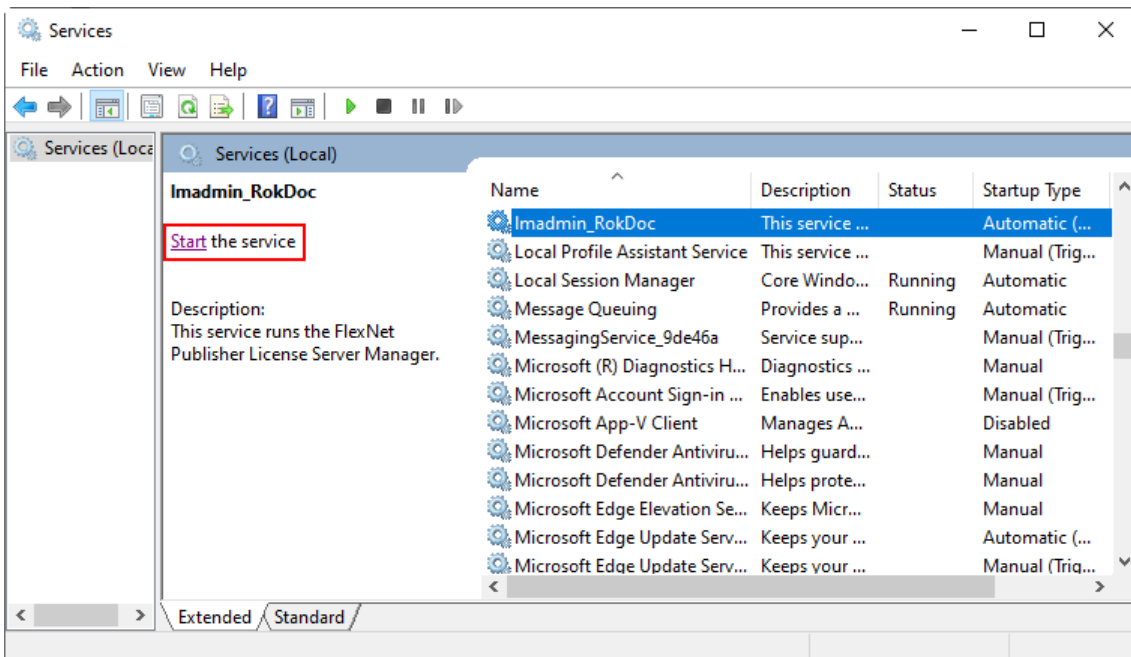 Services
File Action View Help
Services (Loca
Services (Local)
lmadmin_RokDoc
Start the service
Description:
This service runs the FlexNet
Publisher License Server Manager.
Name Description Status Startup Type
lmadmin_RokDoc This service ... Automatic (...
Local Profile Assistant Service This service ... Manual (Trig...
Local Session Manager Core Windo... Running Automatic
Message Queuing Provides a ... Running Automatic
MessagingService_9de46a Service sup... Manual (Trig...
Microsoft (R) Diagnostics H... Diagnostics ... Manual
Microsoft Account Sign-in ... Enables use... Manual (Trig...
Microsoft App-V Client Manages A... Disabled
Microsoft Defender Antiviru... Helps guard... Manual
Microsoft Defender Antiviru... Helps prote... Manual
Microsoft Edge Elevation Se... Keeps Micr... Manual
Microsoft Edge Update Serv... Keeps your ... Automatic (...
Microsoft Edge Update Serv... Keeps your ... Manual (Trig...
Extended Standard